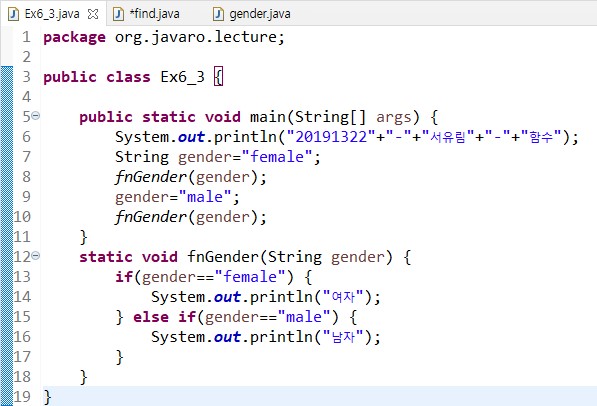 Ex6_3.java *find.java gender.java
1 package org.javaro.lecture;
2
3 public class Ex6_3 {
4
5 public static void main(String[] args) {
6 System.out.println("20191322"+"-"+"서유림"+"-"+"함수");
7 String gender="female";
8 fnGender(gender);
9 gender="male";
10 fnGender(gender);
11 }
12 static void fnGender(String gender) {
13 if(gender=="female") {
14 System.out.println("여자");
15 } else if(gender=="male") {
16 System.out.println("남자");
17 }
18 }
19 }